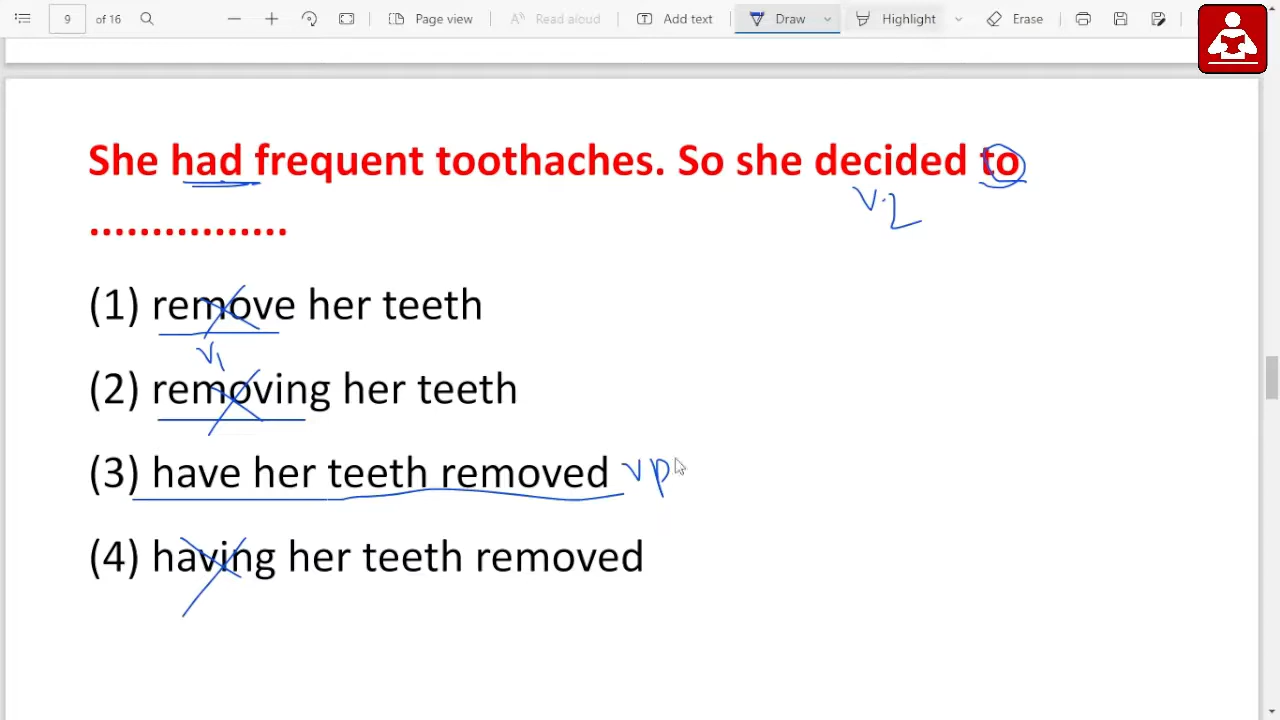 9 of 16 Page view Read aloud Add text Draw Highlight Erase
She had frequent toothaches. So she decided to
................
v.2
(1) remove her teeth
v1
(2) removing her teeth
(3) have her teeth removed vp
(4) having her teeth removed